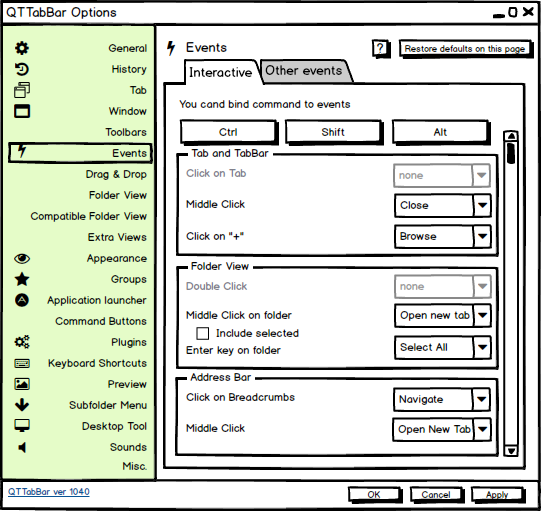 QTTabBar Options
General
History
Tab
Window
Toolbars
Events
Drag & Drop
Folder View
Compatible Folder View
Extra Views
Appearance
Groups
A
Application launcher
Command Buttons
Plugins
Keyboard Shortcuts
Preview
Subfolder Menu
Desktop Tool
Sounds
Misc.
Events
?
Restore defaults on this page
Interactive
Other events
You cand bind command to events
Ctrl
Shift
Alt
Tab and TabBar
Click on Tab
none
Middle Click
Close
Click on "+"
Browse
Folder View
Double Click
none
Middle Click on folder
Open new tab
Include selected
Enter key on folder
Select All
Address Bar
Click on Breadcrumbs
Navigate
Middle Click
Open New Tab
QTTabBar ver 1040
OK
Cancel
Apply